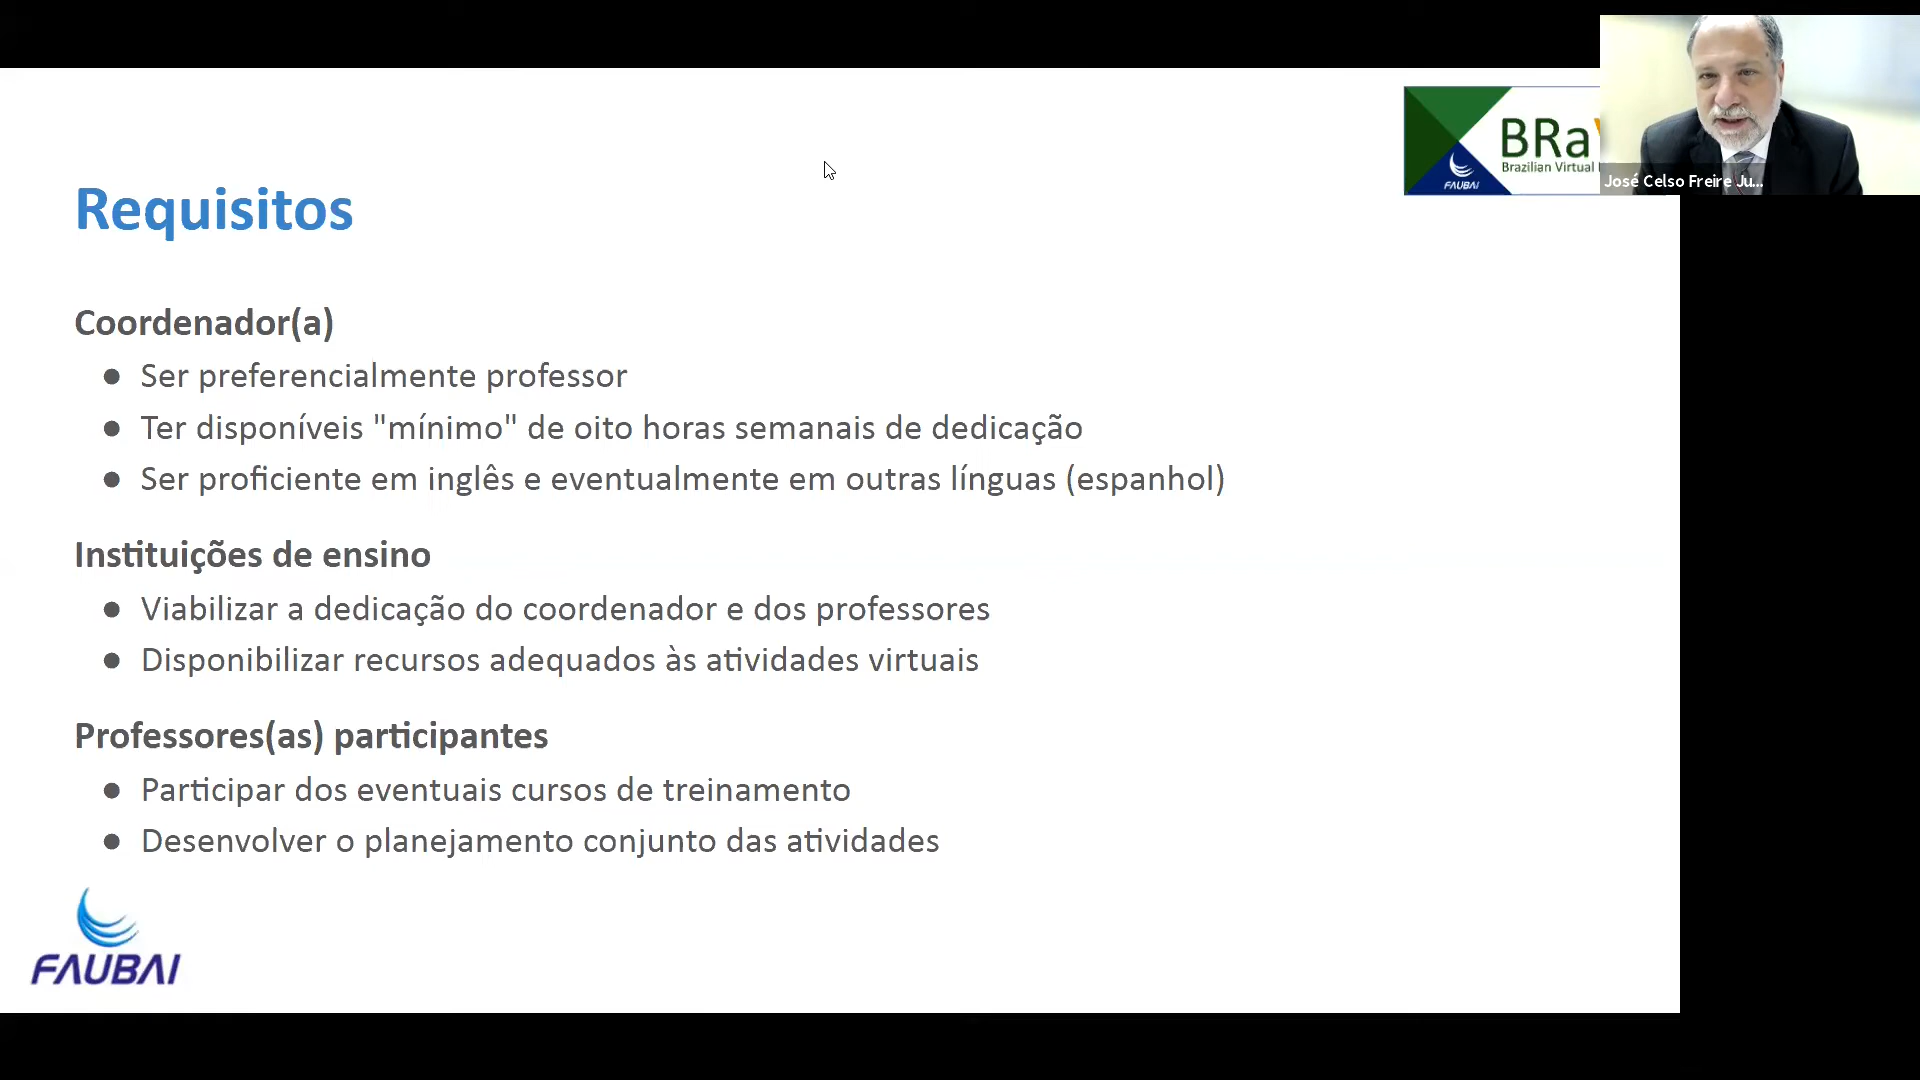 BRa
Brazilian Virtual
FAUBAI
José Celso Freire Ju...
Requisitos
Coordenador(a)
● Ser preferencialmente professor
● Ter disponíveis "mínimo" de oito horas semanais de dedicação
● Ser proficiente em inglês e eventualmente em outras línguas (espanhol)
Instituições de ensino
● Viabilizar a dedicação do coordenador e dos professores
● Disponibilizar recursos adequados às atividades virtuais
Professores(as) participantes
● Participar dos eventuais cursos de treinamento
● Desenvolver o planejamento conjunto das atividades
FAUBAI